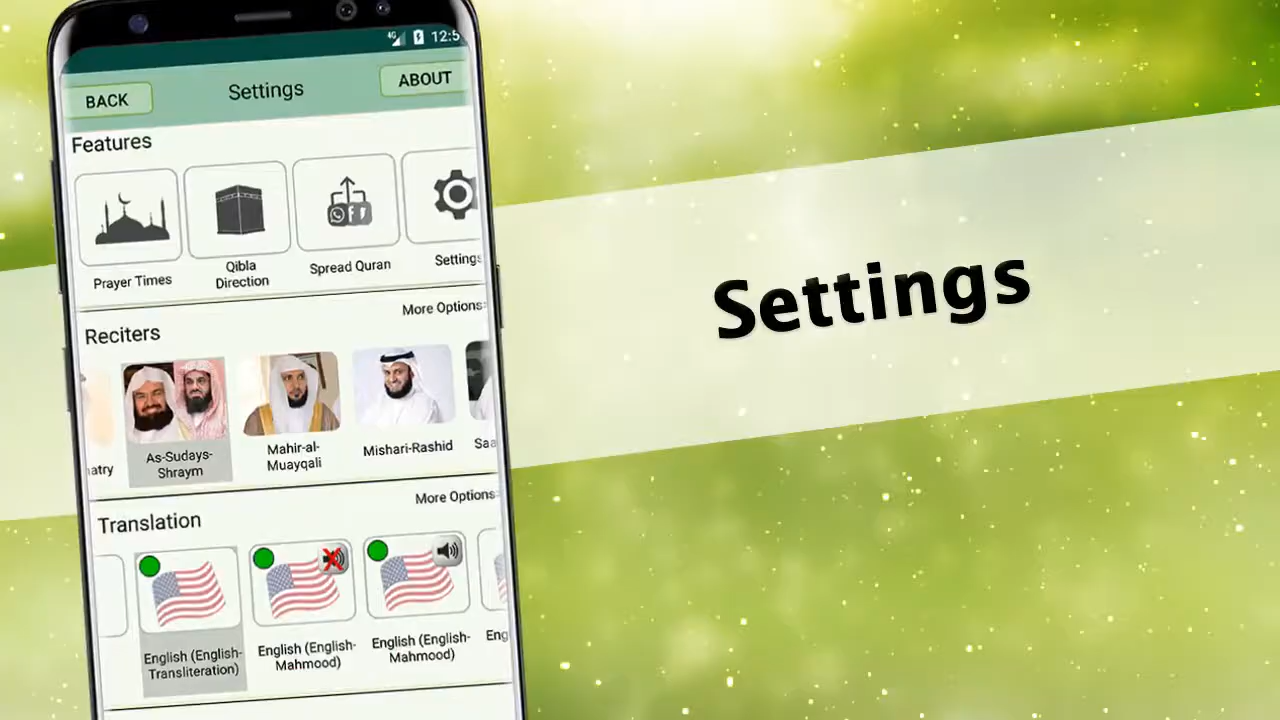 4G
12:5
BACK
Settings
ABOUT
Features
Prayer Times
Qibla
Direction
Spread Quran
Settings
More Options
Reciters
As-Sudays-
Shraym
Mahir-al-
Muayqali
Mishari-Rashid
More Options
Translation
English (English-
Transliteration)
English (English-
Mahmood)
English (English-
Mahmood)
Settings